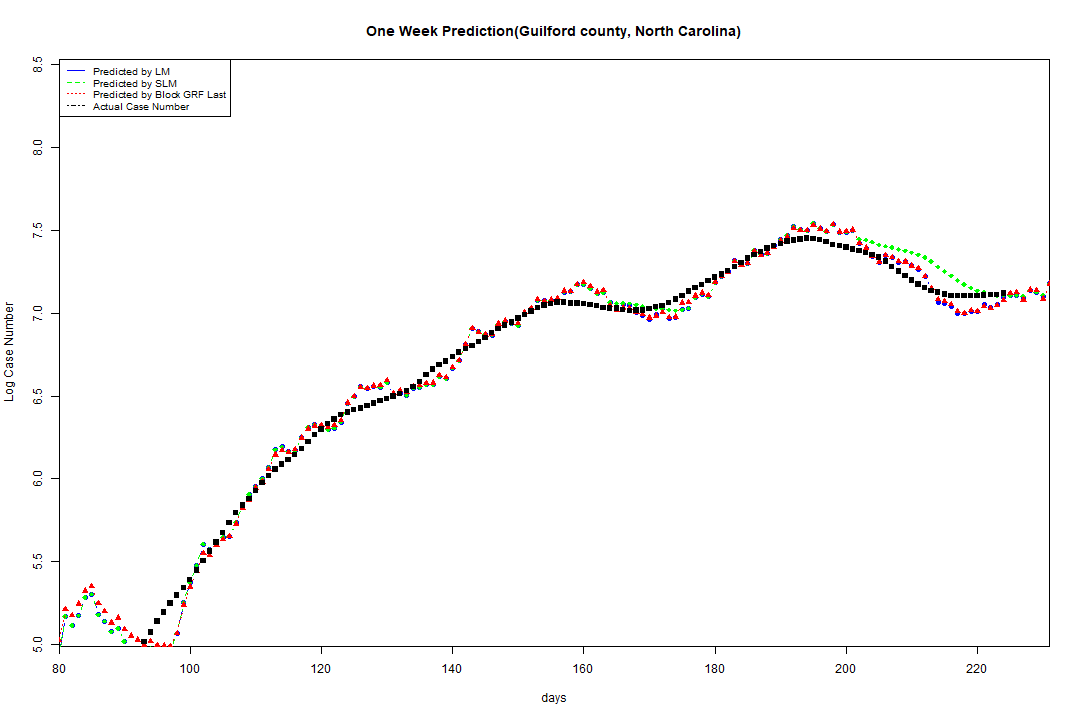 One Week Prediction(Guilford county, North Carolina)
8.5
Predicted by LM
Predicted by SLM
Predicted by Block GRF Last
Actual Case Number
8.0
7.5
7.0
6.5
6.0
5.5
5.0
Log Case Number
80 100 120 140 160 180 200 220
days